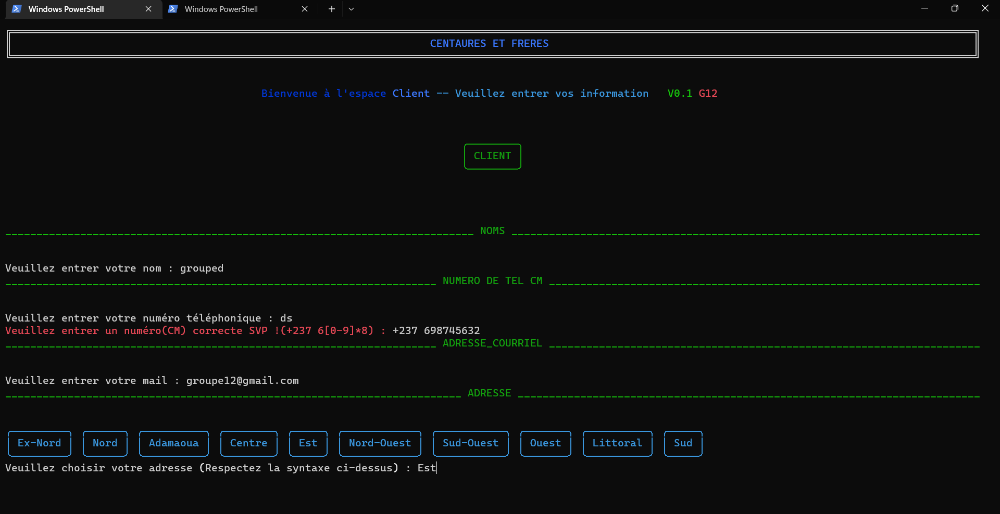 Windows PowerShell Windows PowerShell
CENTAURES ET FRERES
Bienvenue à l'espace Client -- Veuillez entrer vos information V0.1 G12
CLIENT
NOMS
Veuillez entrer votre nom : grouped
NUMERO DE TEL CM
Veuillez entrer votre numéro téléphonique : ds
Veuillez entrer un numéro(CM) correcte SVP !(+237 6[0-9]*8) : +237 698745632
ADRESSE_COURRIEL
Veuillez entrer votre mail : groupe12@gmail.com
ADRESSE
Ex-Nord Nord Adamaoua Centre Est Nord-Ouest Sud-Ouest Ouest Littoral Sud
Veuillez choisir votre adresse (Respectez la syntaxe ci-dessus) : Est